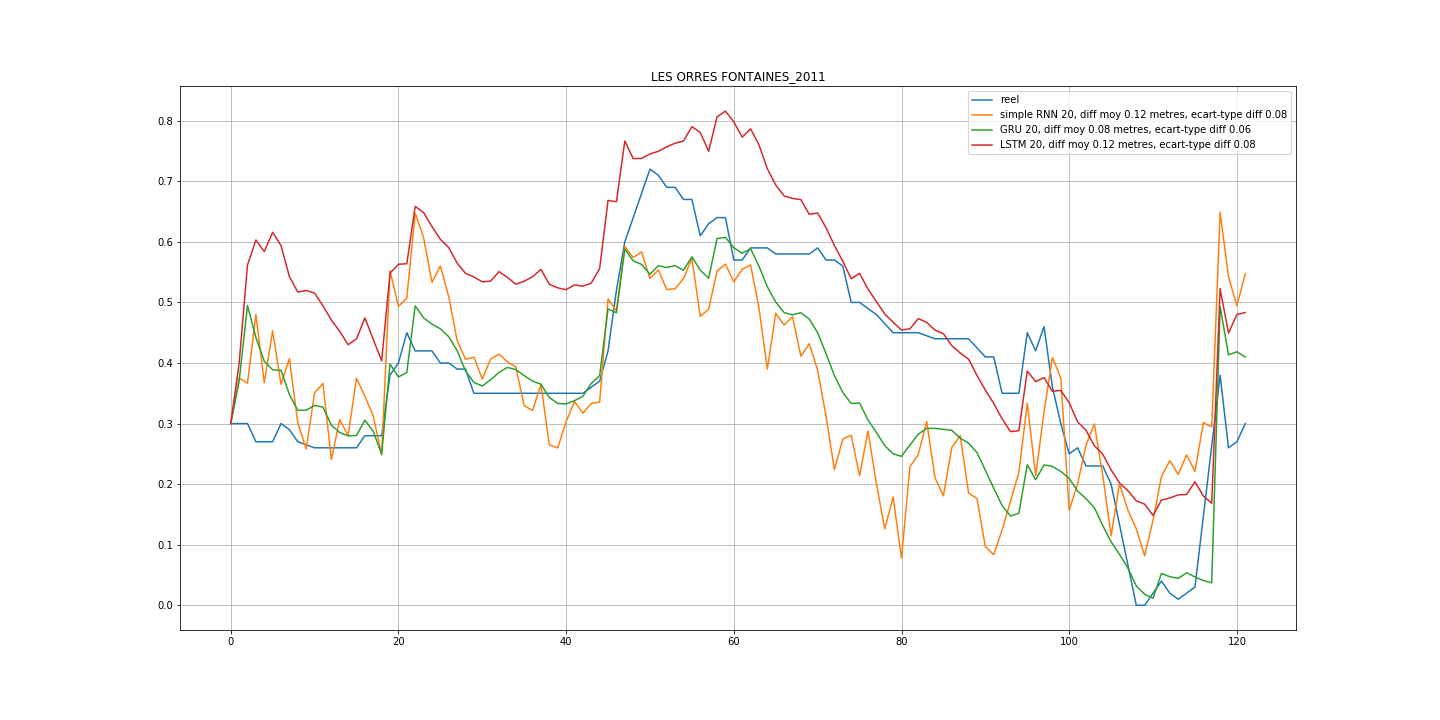 LES ORRES FONTAINES_2011
reel
simple RNN 20, diff moy 0.12 metres, ecart-type diff 0.08
GRU 20, diff moy 0.08 metres, ecart-type diff 0.06
LSTM 20, diff moy 0.12 metres, ecart-type diff 0.08
0.8
0.7
0.6
0.5
0.4
0.3
0.2
0.1
0.0
0 20 40 60 80 100 120